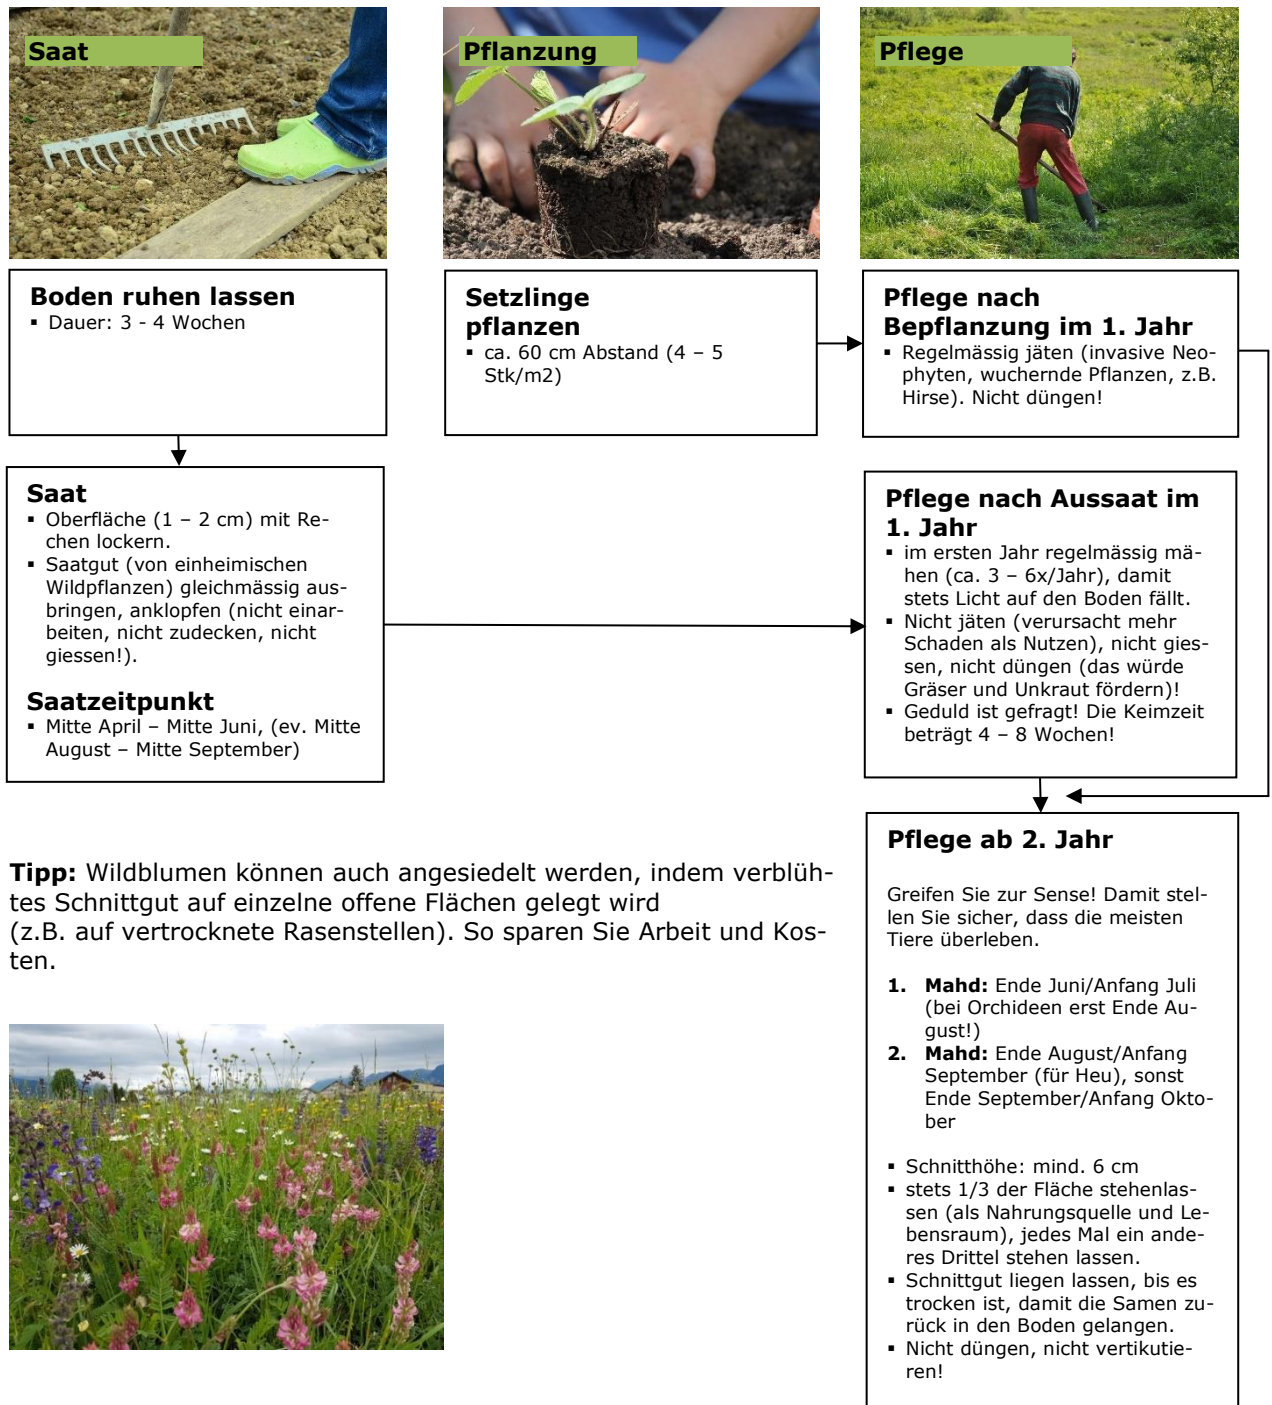 Saat
Pflanzung
Pflege
Boden ruhen lassen
▪ Dauer: 3 - 4 Wochen
Setzlinge
pflanzen
▪ ca. 60 cm Abstand (4 – 5
Stk/m2)
Pflege nach
Bepflanzung im 1. Jahr
▪ Regelmässig jäten (invasive Neo-
phyten, wuchernde Pflanzen, z.B.
Hirse). Nicht düngen!
Saat
▪ Oberfläche (1 – 2 cm) mit Re-
chen lockern.
▪ Saatgut (von einheimischen
Wildpflanzen) gleichmässig aus-
bringen, anklopfen (nicht einar-
beiten, nicht zudecken, nicht
giessen!).
Saatzeitpunkt
▪ Mitte April – Mitte Juni, (ev. Mitte
August – Mitte September)
Pflege nach Aussaat im
1. Jahr
▪ im ersten Jahr regelmässig mä-
hen (ca. 3 – 6x/Jahr), damit
stets Licht auf den Boden fällt.
▪ Nicht jäten (verursacht mehr
Schaden als Nutzen), nicht gies-
sen, nicht düngen (das würde
Gräser und Unkraut fördern)!
▪ Geduld ist gefragt! Die Keimzeit
beträgt 4 – 8 Wochen!
Tipp: Wildblumen können auch angesiedelt werden, indem verblüh-
tes Schnittgut auf einzelne offene Flächen gelegt wird
(z.B. auf vertrocknete Rasenstellen). So sparen Sie Arbeit und Kos-
ten.
Pflege ab 2. Jahr
Greifen Sie zur Sense! Damit stel-
len Sie sicher, dass die meisten
Tiere überleben.
1. Mahd: Ende Juni/Anfang Juli
(bei Orchideen erst Ende Au-
gust!)
2. Mahd: Ende August/Anfang
September (für Heu), sonst
Ende September/Anfang Okto-
ber
▪ Schnitthöhe: mind. 6 cm
▪ stets 1/3 der Fläche stehenlas-
sen (als Nahrungsquelle und Le-
bensraum), jedes Mal ein ande-
res Drittel stehen lassen.
▪ Schnittgut liegen lassen, bis es
trocken ist, damit die Samen zu-
rück in den Boden gelangen.
▪ Nicht düngen, nicht vertikutie-
ren!